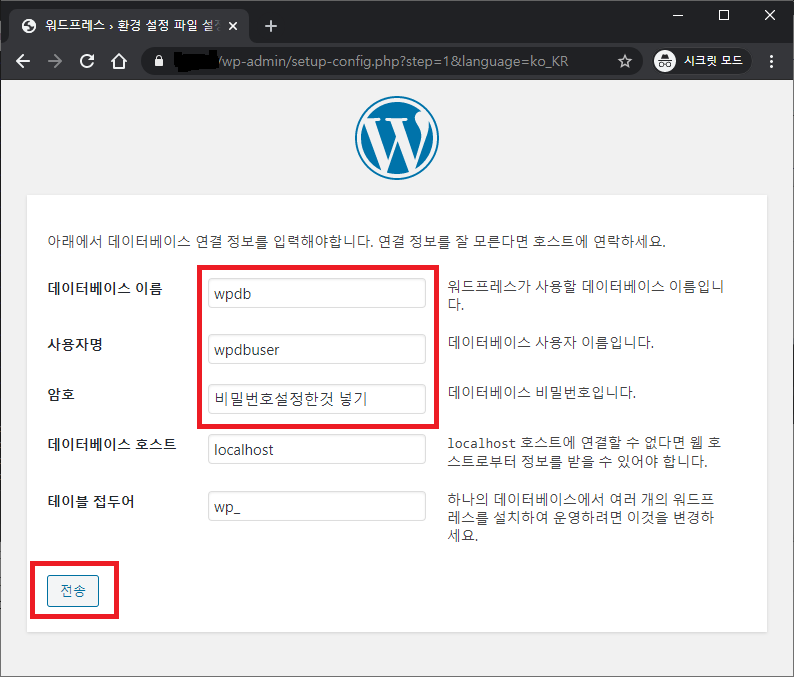 워드프레스 › 환경 설정 파일 설정
/wp-admin/setup-config.php?step=1&language=ko_KR
시크릿 모드
아래에서 데이터베이스 연결 정보를 입력해야합니다. 연결 정보를 잘 모른다면 호스트에 연락하세요.
데이터베이스 이름
wpdb
워드프레스가 사용할 데이터베이스 이름입니
다.
사용자명
wpdbuser
데이터베이스 사용자 이름입니다.
암호
비밀번호설정한것 넣기
데이터베이스 비밀번호입니다.
데이터베이스 호스트
localhost
localhost 호스트에 연결할 수 없다면 웹 호
스트로부터 정보를 받을 수 있어야 합니다.
테이블 접두어
wp_
하나의 데이터베이스에서 여러 개의 워드프
레스를 설치하여 운영하려면 이것을 변경하
세요.
전송